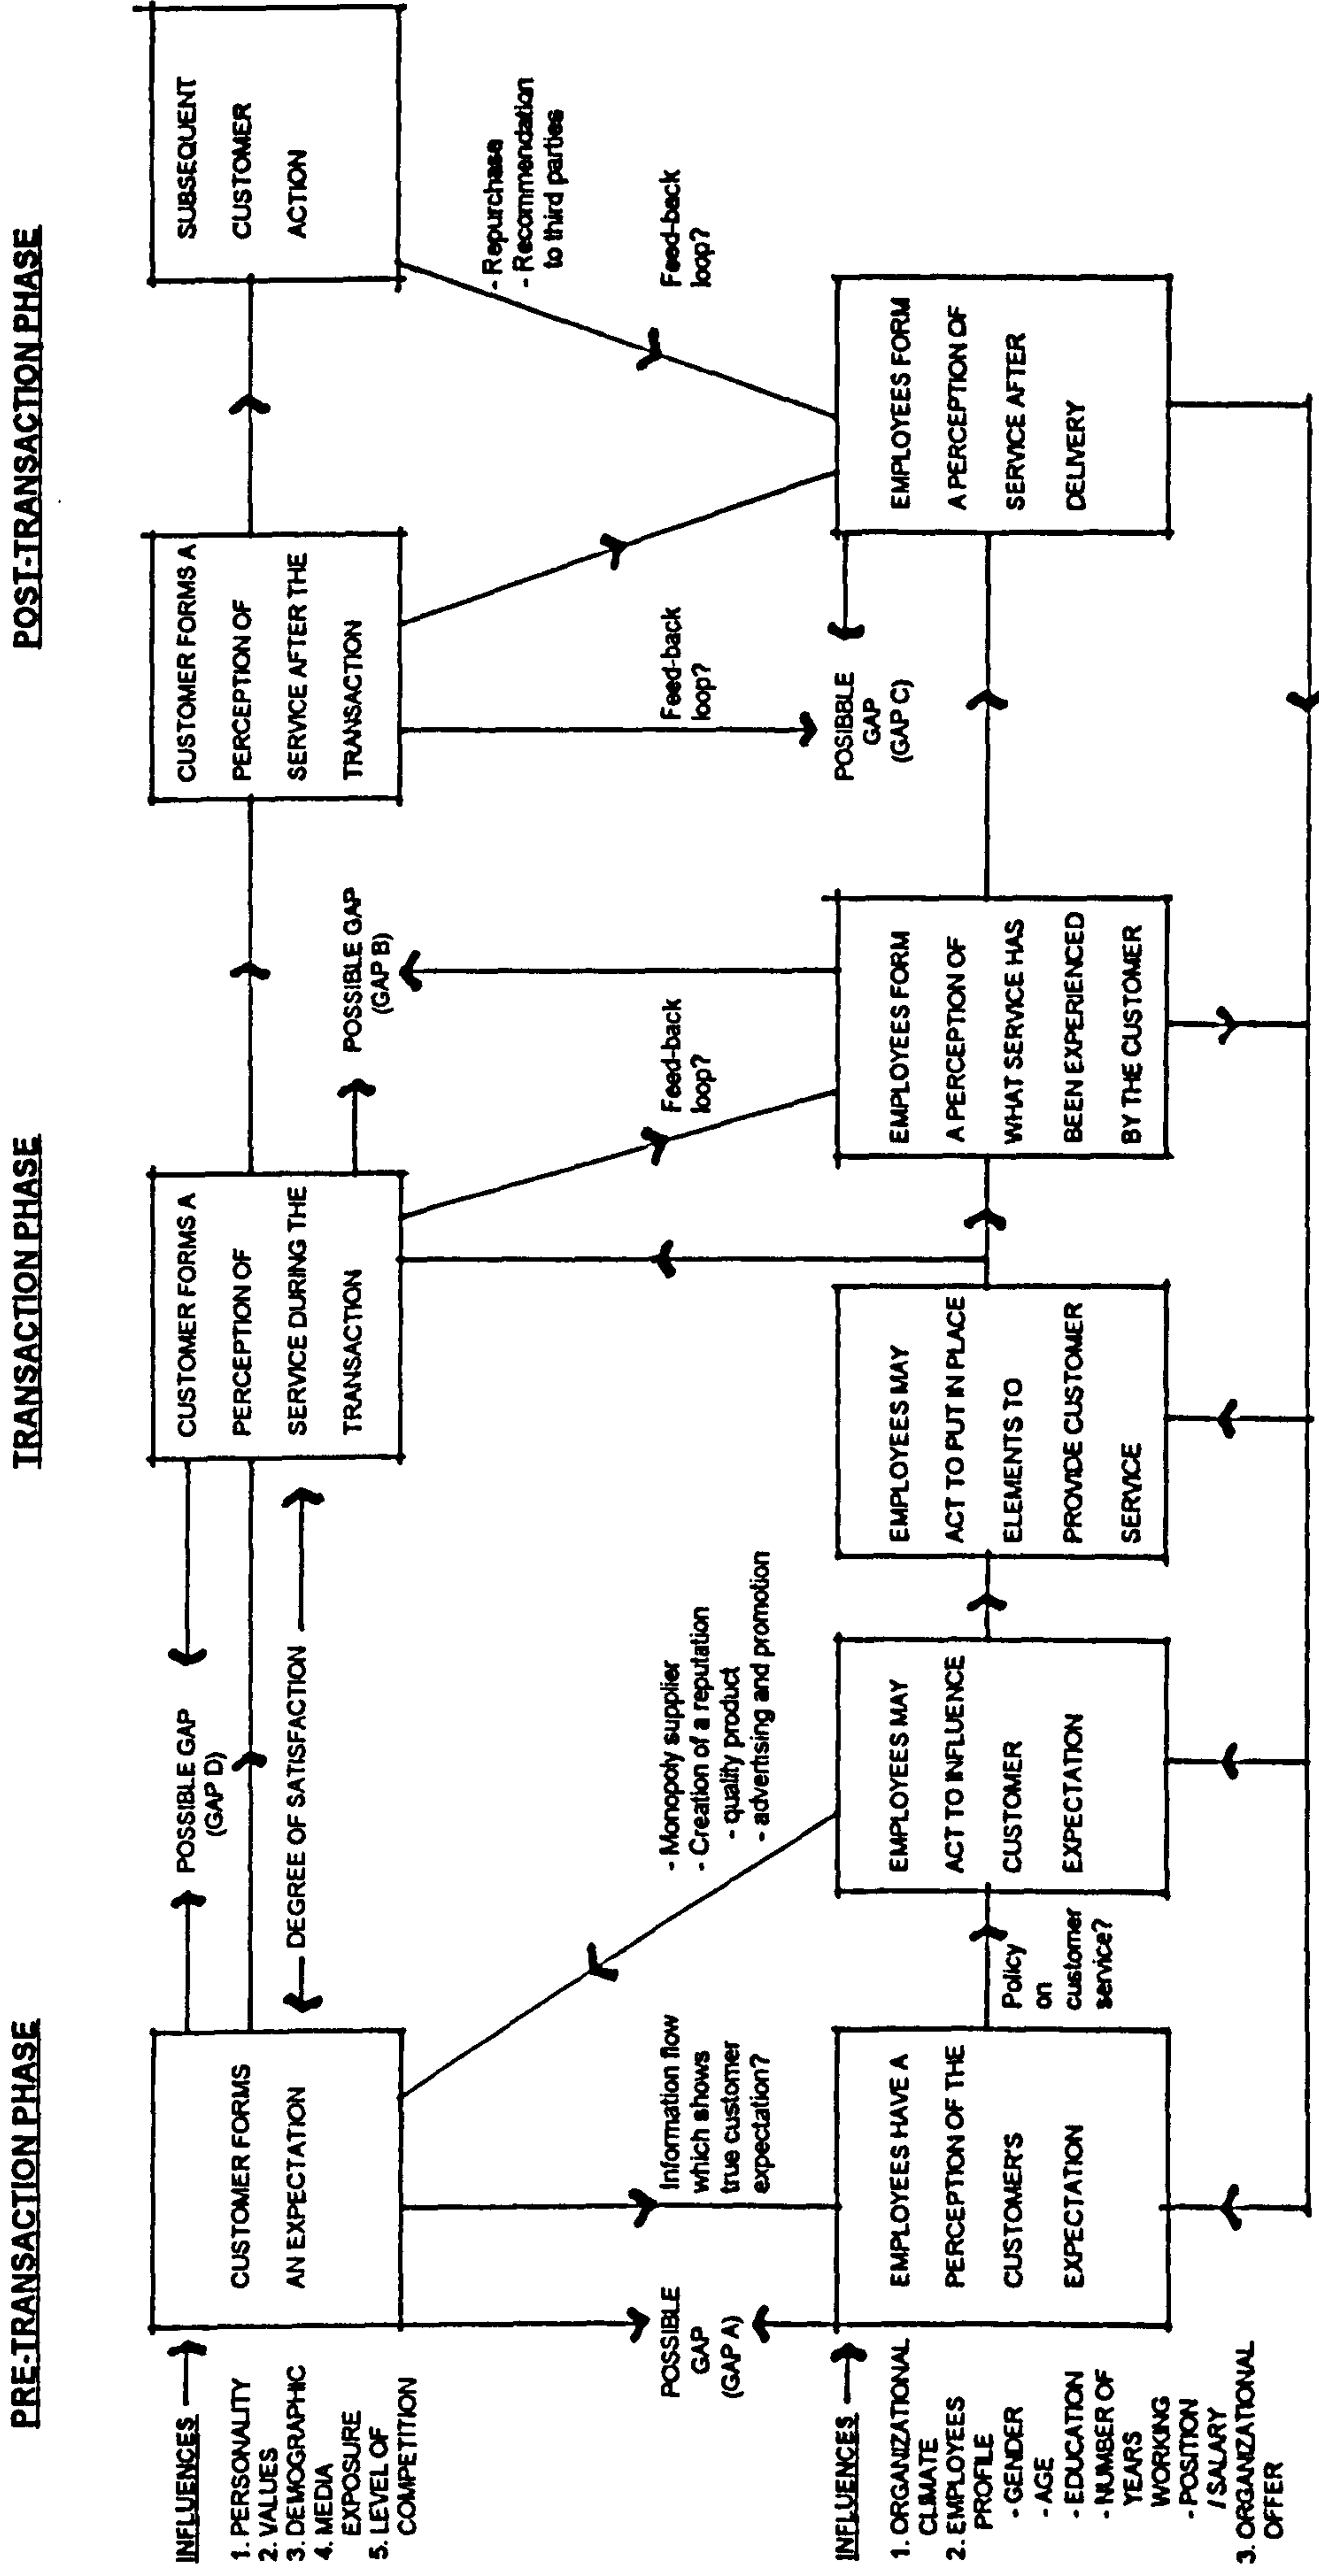 PRE-TRANSACTION PHASE
TRANSACTION PHASE
POST-TRANSACTION PHASE
INFLUENCES
1. PERSONALITY
2. VALUES
3. DEMOGRAPHIC
4. MEDIA
EXPOSURE
5. LEVEL OF
COMPETITION
CUSTOMER FORMS
AN EXPECTATION
POSSIBLE GAP
(GAP D)
DEGREE OF SATISFACTION
CUSTOMER FORMS A
PERCEPTION OF
SERVICE DURING THE
TRANSACTION
POSSIBLE GAP
(GAP B)
CUSTOMER FORMS A
PERCEPTION OF
SERVICE AFTER THE
TRANSACTION
SUBSEQUENT
CUSTOMER
ACTION
POSSIBLE
GAP
(GAP A)
Information flow
which shows
true customer
expectation?
- Monopoly supplier
- Creation of a reputation
- quality product
- advertising and promotion
Feed-back
loop?
Feed-back
loop?
- Repurchase
- Recommendation
to third parties
Feed-back
loop?
INFLUENCES
1. ORGANIZATIONAL
CLIMATE
2. EMPLOYEES
PROFILE
- GENDER
- AGE
- EDUCATION
- NUMBER OF
YEARS
WORKING
- POSITION
/ SALARY
3. ORGANIZATIONAL
OFFER
EMPLOYEES HAVE A
PERCEPTION OF THE
CUSTOMER'S
EXPECTATION
Policy
on
customer
service?
EMPLOYEES MAY
ACT TO INFLUENCE
CUSTOMER
EXPECTATION
EMPLOYEES MAY
ACT TO PUT IN PLACE
ELEMENTS TO
PROVIDE CUSTOMER
SERVICE
EMPLOYEES FORM
A PERCEPTION OF
WHAT SERVICE HAS
BEEN EXPERIENCED
BY THE CUSTOMER
POSIBBLE
GAP
(GAP C)
EMPLOYEES FORM
A PERCEPTION OF
SERVICE AFTER
DELIVERY